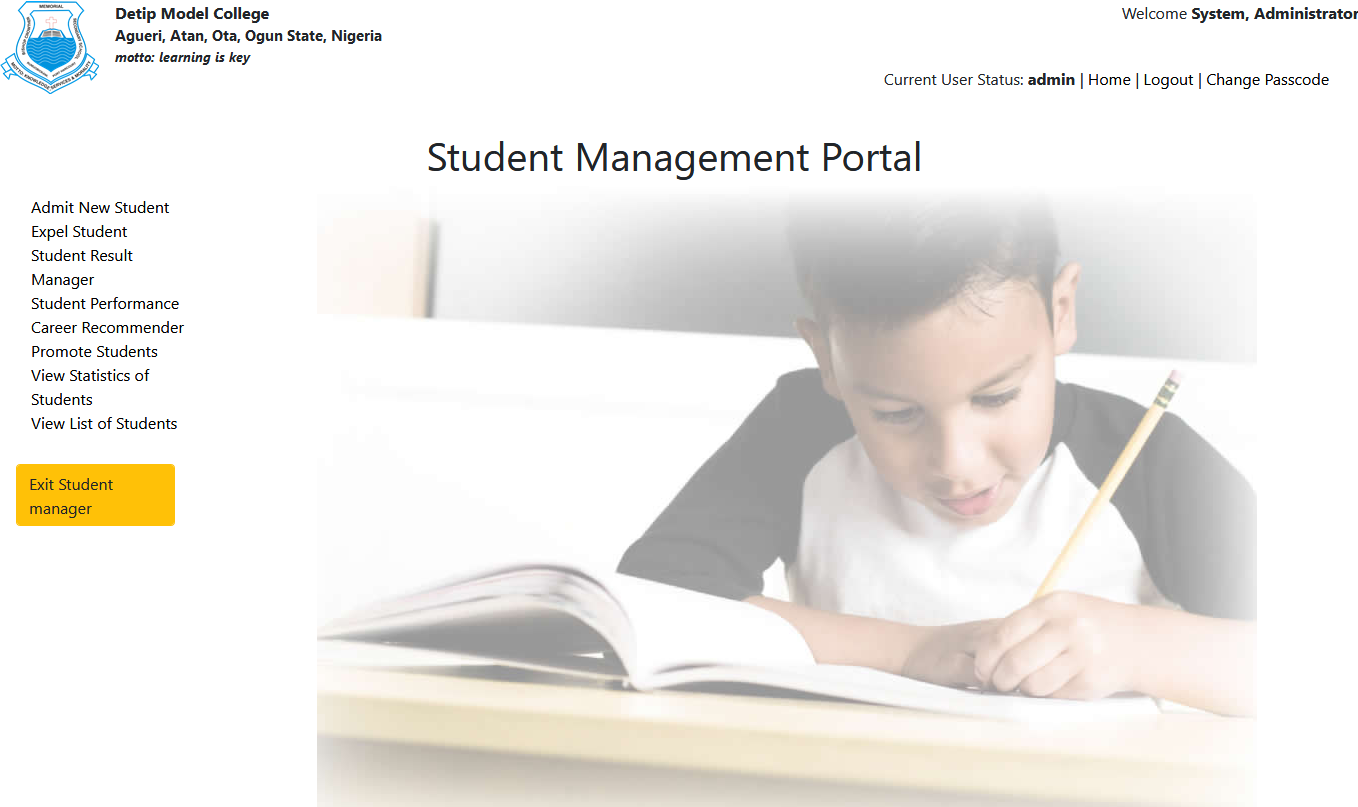 MEMORIAL
Detip Model College
Agueri, Atan, Ota, Ogun State, Nigeria
motto: learning is key
Welcome System, Administrator
Current User Status: admin | Home | Logout | Change Passcode
Student Management Portal
Admit New Student
Expel Student
Student Result
Manager
Student Performance
Career Recommender
Promote Students
View Statistics of
Students
View List of Students
Exit Student
manager